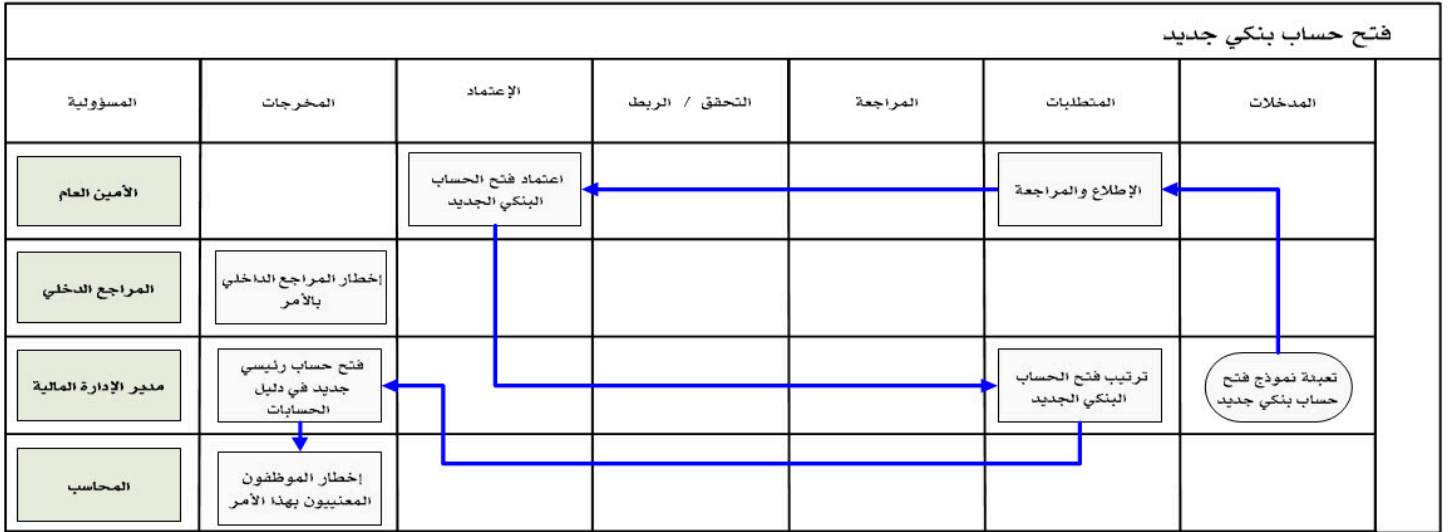 فتح حساب بنكي جديد
المدخلات
المتطلبات
المراجعة
التحقق / الربط
الإعتماد
المخرجات
المسؤولية
الإطلاع والمراجعة
اعتماد فتح الحساب
البنكي الجديد
الأمين العام
إخطار المراجع الداخلي
بالأمر
المراجع الدخلي
تعبئة نموذج فتح
حساب بنكي جديد
ترتيب فتح الحساب
البنكي الجديد
فتح حساب رئيسي
جديد في دليل
الحسابات
مدير الإدارة المالية
إخطار الموظفون
المعنييون بهذا الأمر
المحاسب